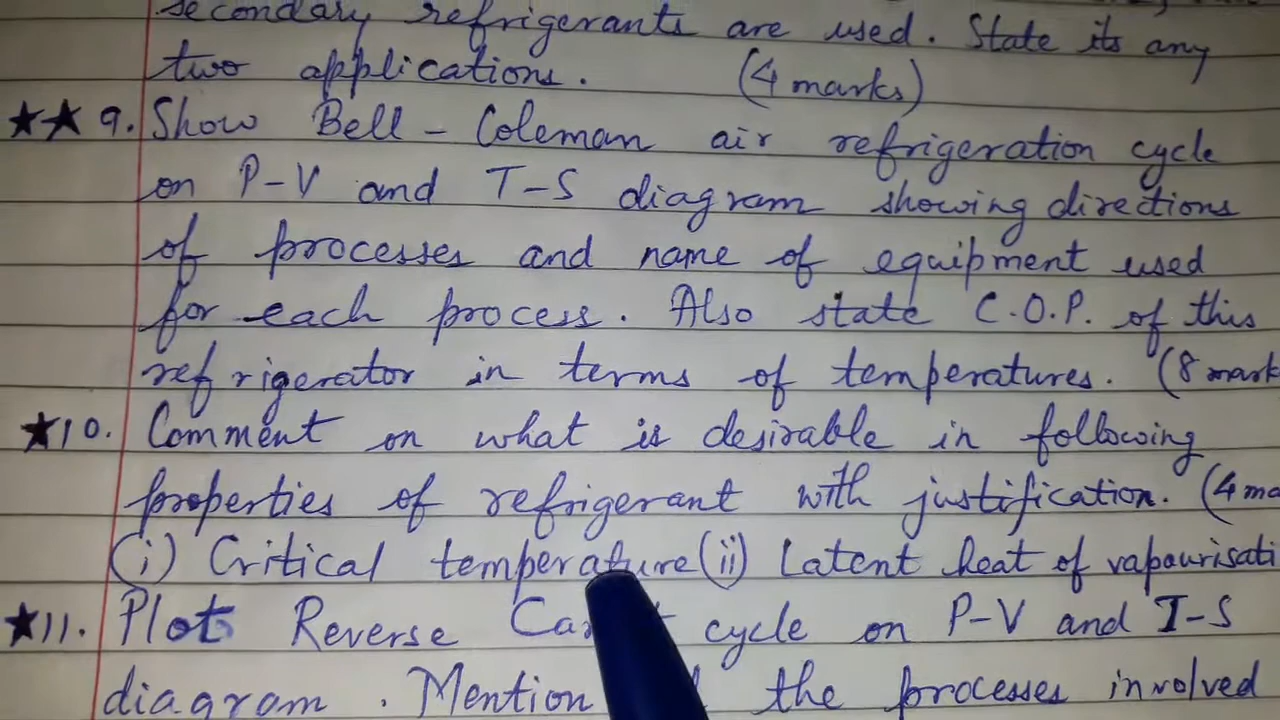 secondary refrigerants are used. State its any
two applications. (4 marks)
★★ 9. Show Bell - Coleman air refrigeration cycle
on P-V and T-S diagram showing directions
of processes and name of equipment used
for each process. Also state C.O.P. of this
refrigerator in terms of temperatures. (8 mark
★10. Comment on what is desirable in following
properties of refrigerant with justification. (4 ma
(i) Critical temperature (ii) Latent heat of vapourisati
★11. Plot Reverse Ca t cycle on P-V and T-S
diagram. Mention the processes involved